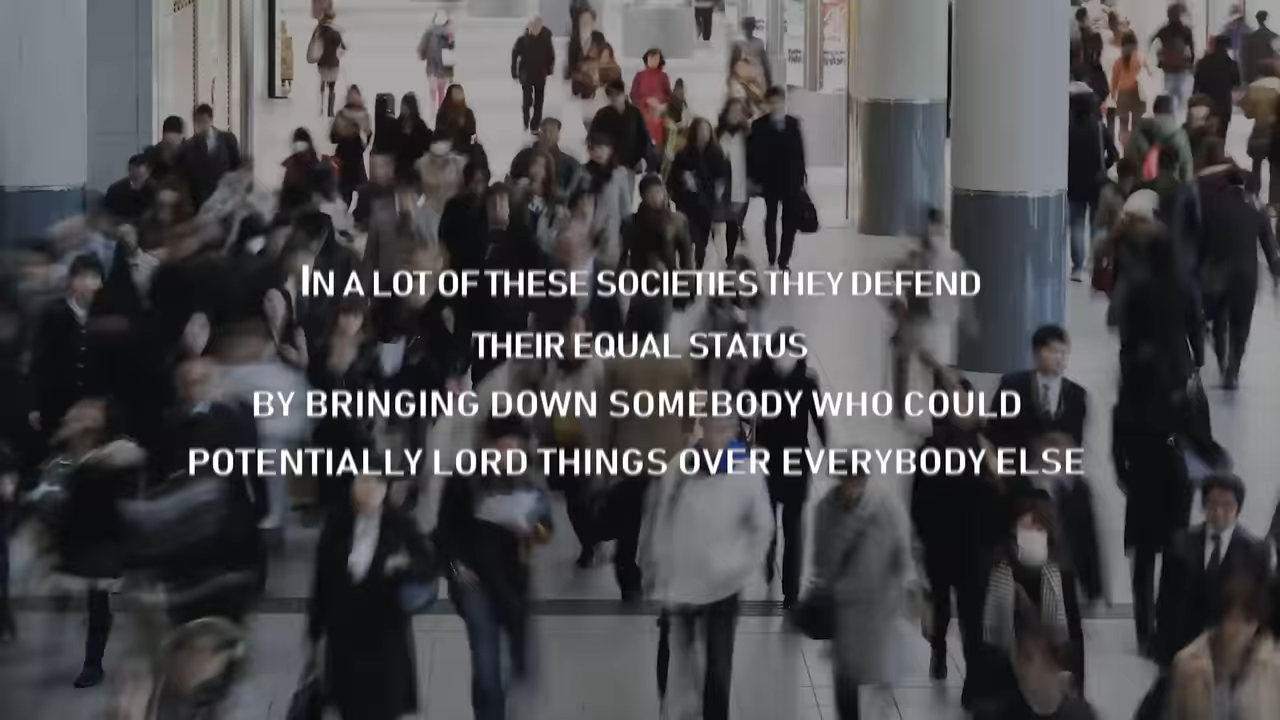 In a lot of these societies they defend
their equal status
by bringing down somebody who could
potentially lord things over everybody else